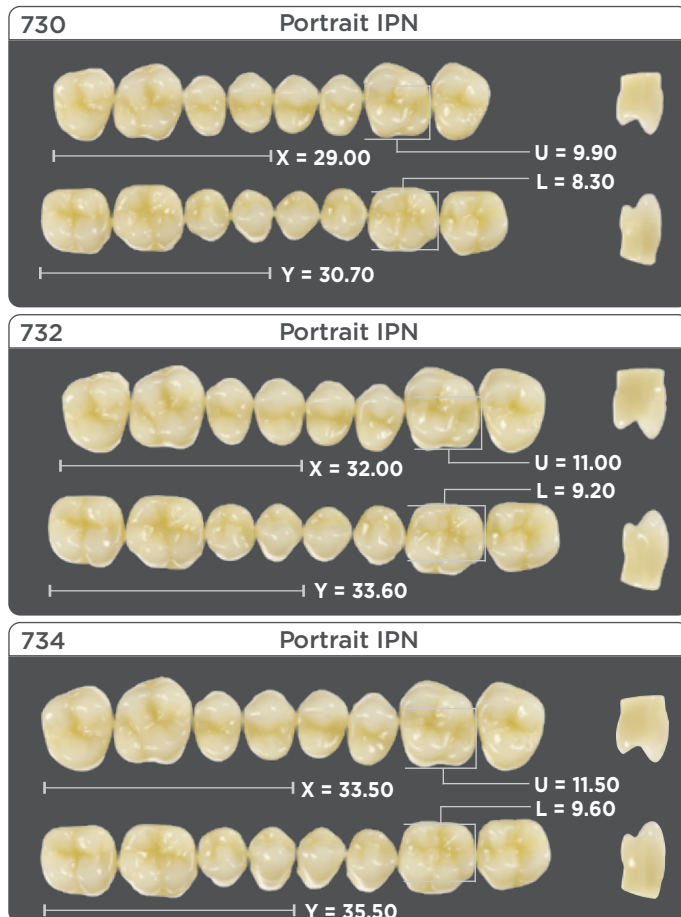 730 Portrait IPN
X = 29.00
U = 9.90
L = 8.30
Y = 30.70
732 Portrait IPN
X = 32.00
U = 11.00
L = 9.20
Y = 33.60
734 Portrait IPN
X = 33.50
U = 11.50
L = 9.60
Y = 35.50